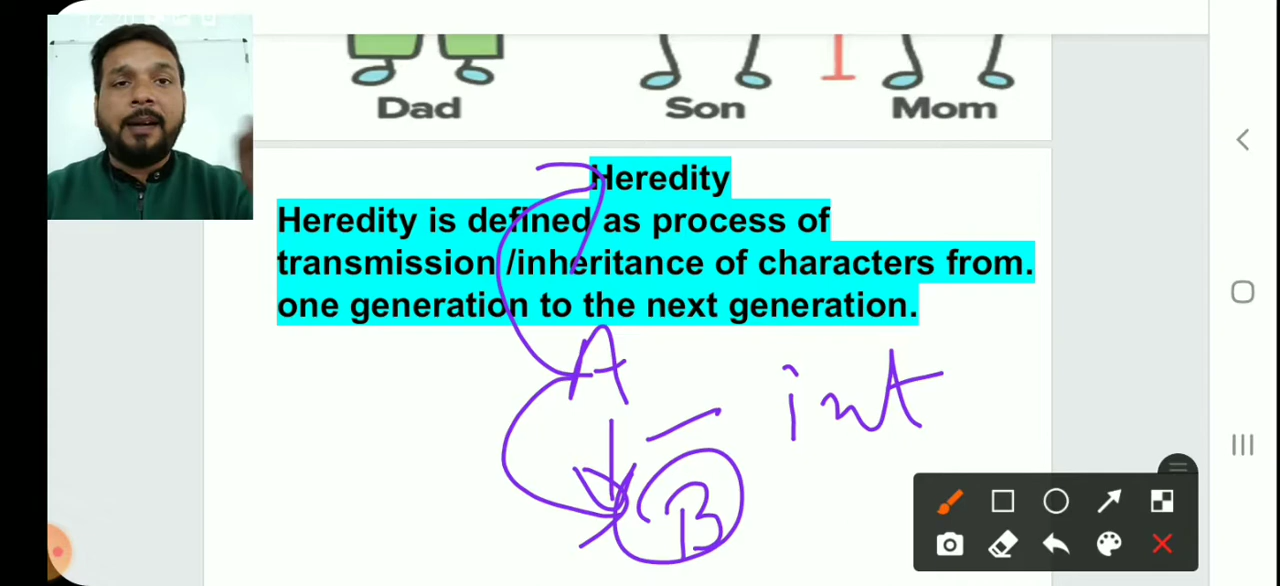 Dad Son Mom
Heredity
Heredity is defined as process of
transmission /inheritance of characters from.
one generation to the next generation.
A
int
B